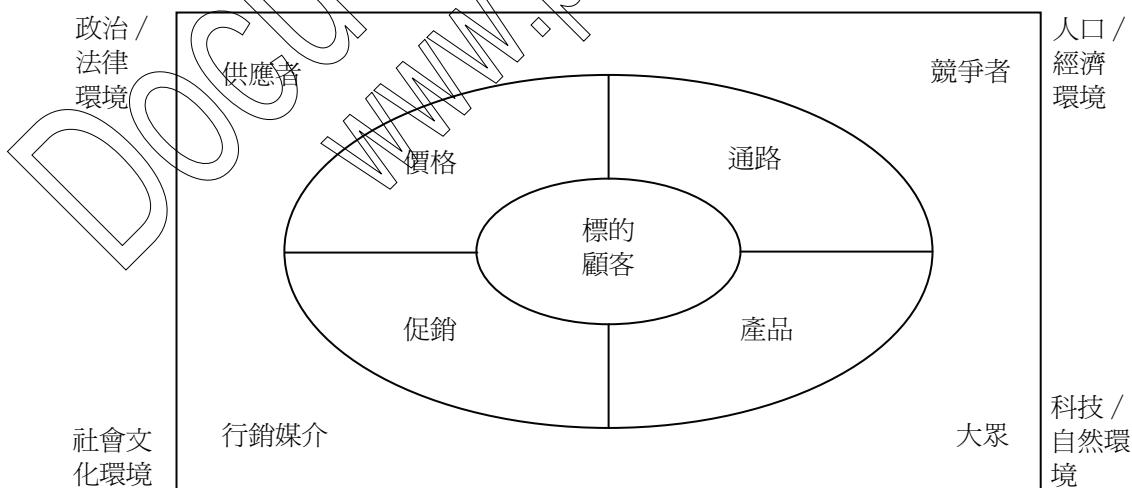 政治 /
法律
環境
人口 /
經濟
環境
供應者
競爭者
價格
通路
標的
顧客
促銷
產品
行銷媒介
大眾
社會文
化環境
科技 /
自然環
境
Docu
www.p